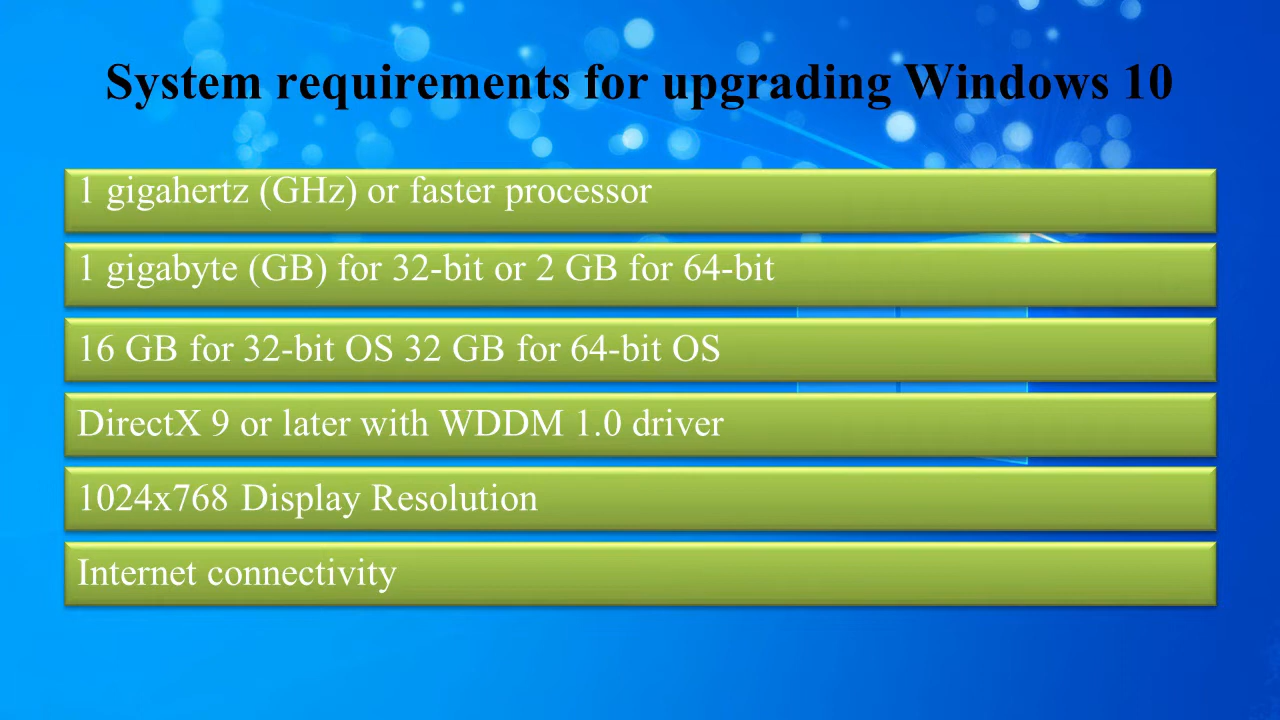 System requirements for upgrading Windows 10
1 gigahertz (GHz) or faster processor
1 gigabyte (GB) for 32-bit or 2 GB for 64-bit
16 GB for 32-bit OS 32 GB for 64-bit OS
DirectX 9 or later with WDDM 1.0 driver
1024x768 Display Resolution
Internet connectivity